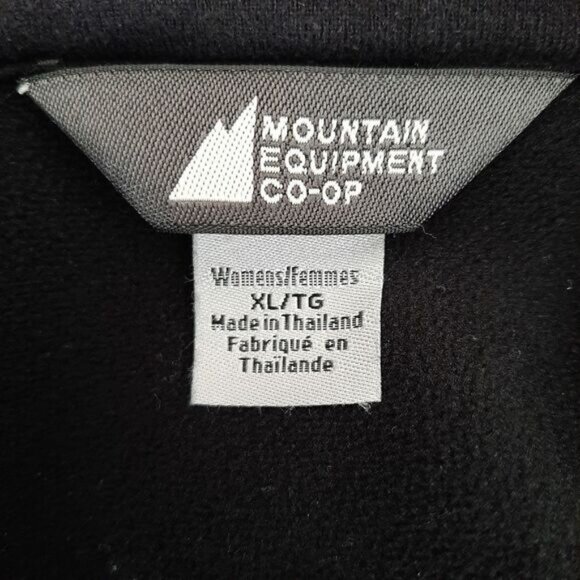 MOUNTAIN
EQUIPMENT
CO-OP
Womens/Femmes
XL/TG
Made in Thailand
Fabriqué en
Thaïlande